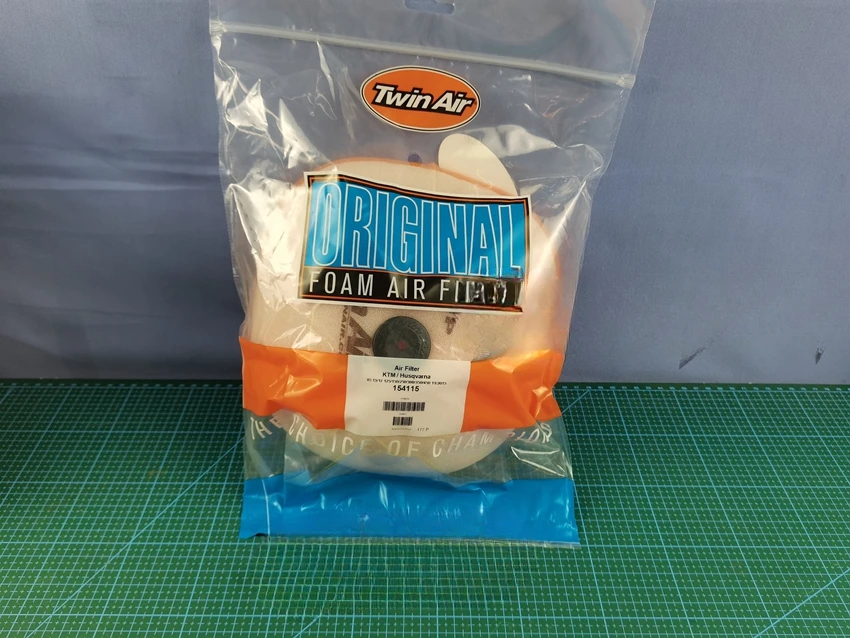 Twin Air
ORIGINAL
FOAM AIR FILTER
Air Filter
KTM / Husqvarna
154115
THE CHOICE OF CHAMPIONS